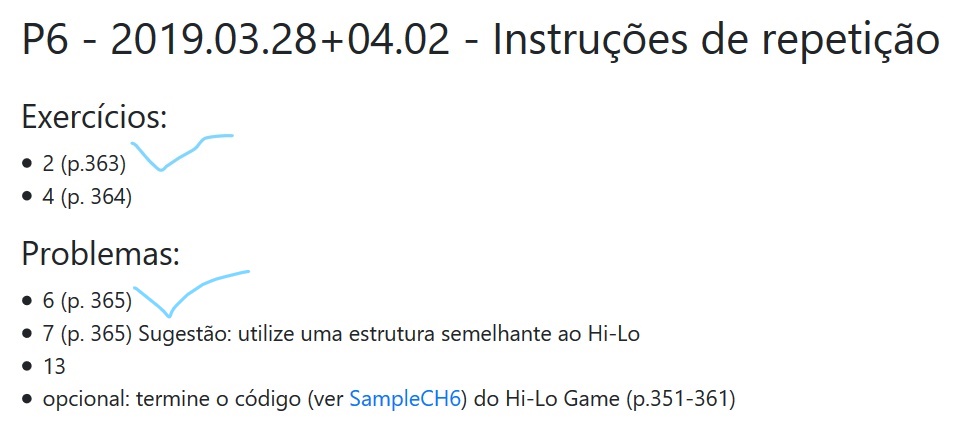 P6 - 2019.03.28+04.02 - Instruções de repetição
Exercícios:
• 2 (p.363)
• 4 (p. 364)
Problemas:
• 6 (p. 365)
• 7 (p. 365) Sugestão: utilize uma estrutura semelhante ao Hi-Lo
• 13
• opcional: termine o código (ver SampleCH6) do Hi-Lo Game (p.351-361)